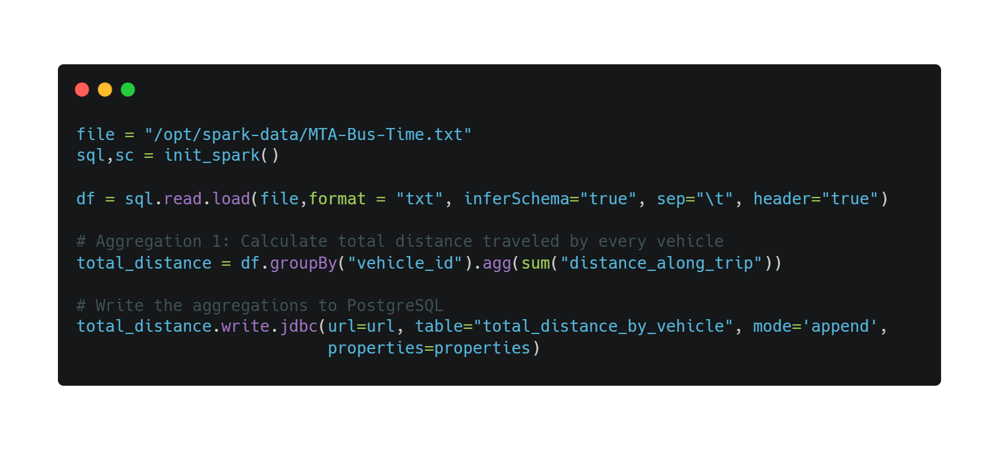 file = "/opt/spark-data/MTA-Bus-Time.txt"
sql,sc = init_spark()
df = sql.read.load(file,format = "txt", inferSchema="true", sep="\t", header="true")
# Aggregation 1: Calculate total distance traveled by every vehicle
total_distance = df.groupBy("vehicle_id").agg(sum("distance_along_trip"))
# Write the aggregations to PostgreSQL
total_distance.write.jdbc(url=url, table="total_distance_by_vehicle", mode='append',
properties=properties)